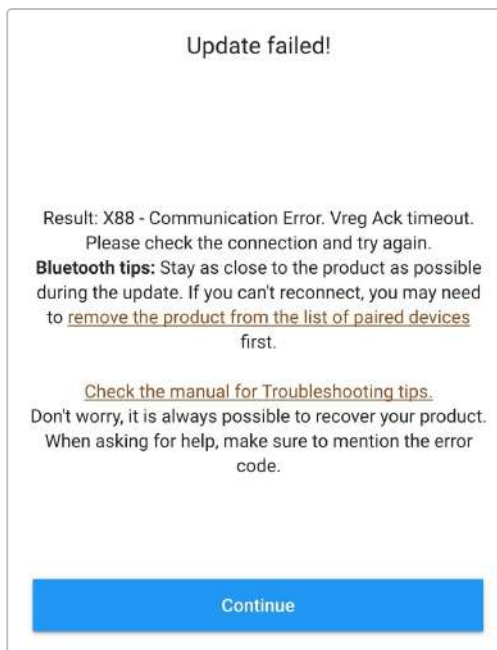 Update failed!
Result: X88 - Communication Error. Vreg Ack timeout.
Please check the connection and try again.
Bluetooth tips: Stay as close to the product as possible
during the update. If you can't reconnect, you may need
to remove the product from the list of paired devices
first.
Check the manual for Troubleshooting tips.
Don't worry, it is always possible to recover your product.
When asking for help, make sure to mention the error
code.
Continue